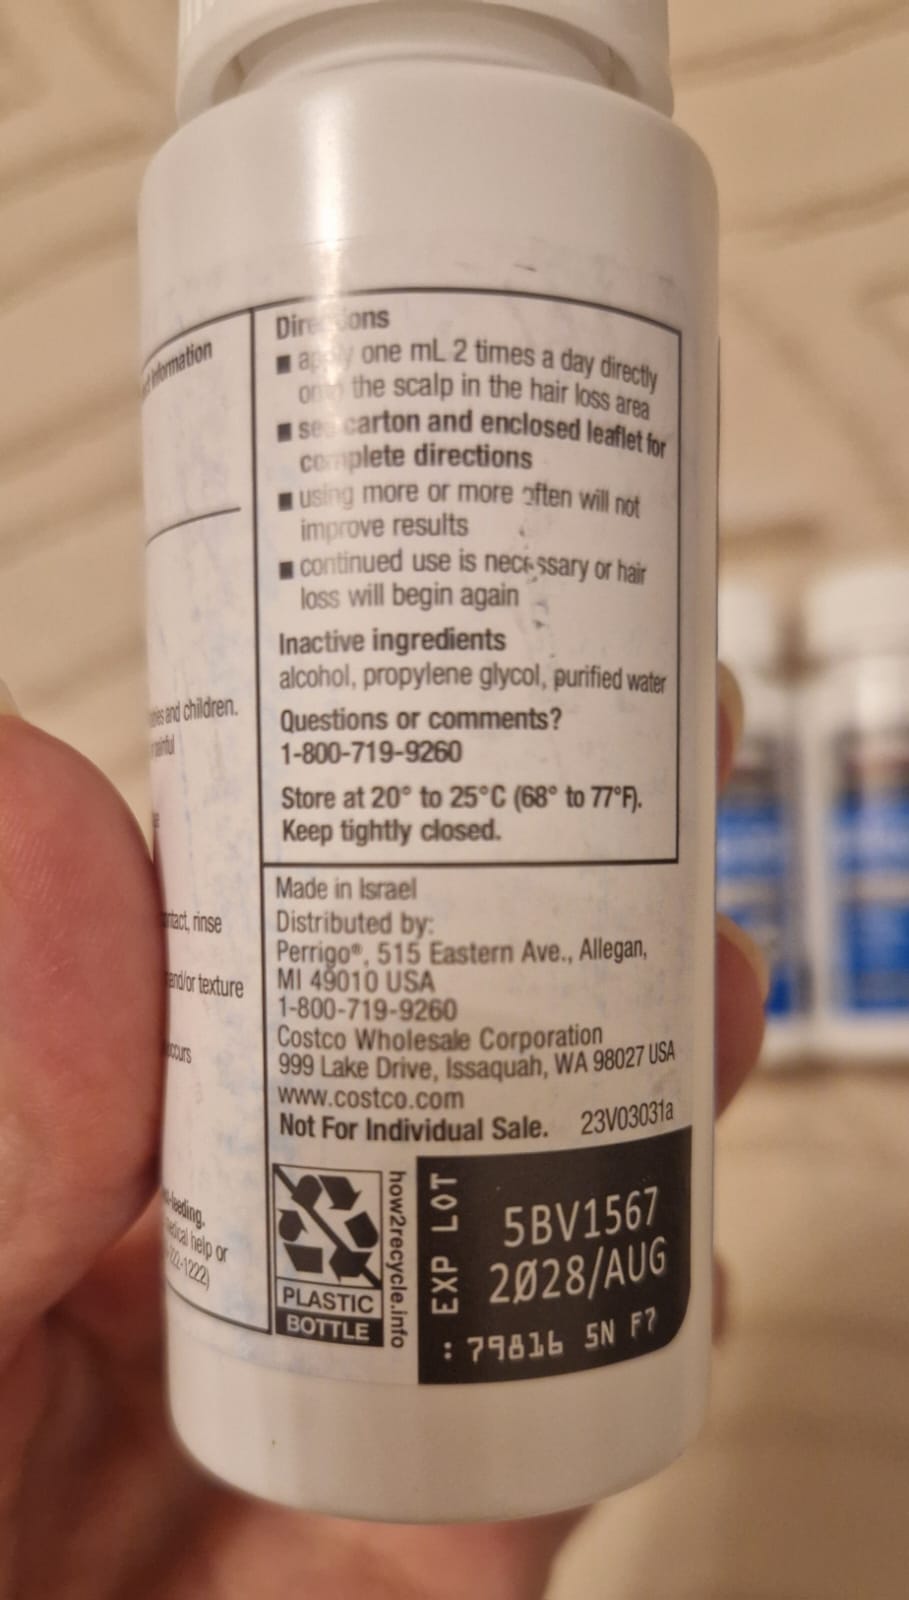 Information
and children.
painful
rinse
and/or texture
occurs
help or
222-1222)
Directions
■ apply one mL 2 times a day directly
onto the scalp in the hair loss area
■ see carton and enclosed leaflet for
complete directions
■ using more or more often will not
improve results
■ continued use is necessary or hair
loss will begin again
Inactive ingredients
alcohol, propylene glycol, purified water
Questions or comments?
1-800-719-9260
Store at 20° to 25°C (68° to 77°F).
Keep tightly closed.
Made in Israel
Distributed by:
Perrigo®, 515 Eastern Ave., Allegan,
MI 49010 USA
1-800-719-9260
Costco Wholesale Corporation
999 Lake Drive, Issaquah, WA 98027 USA
www.costco.com
Not For Individual Sale. 23V03031a
PLASTIC
BOTTLE
how2recycle.info
EXP LOT
5BV1567
2028/AUG
: 79816 5N F7